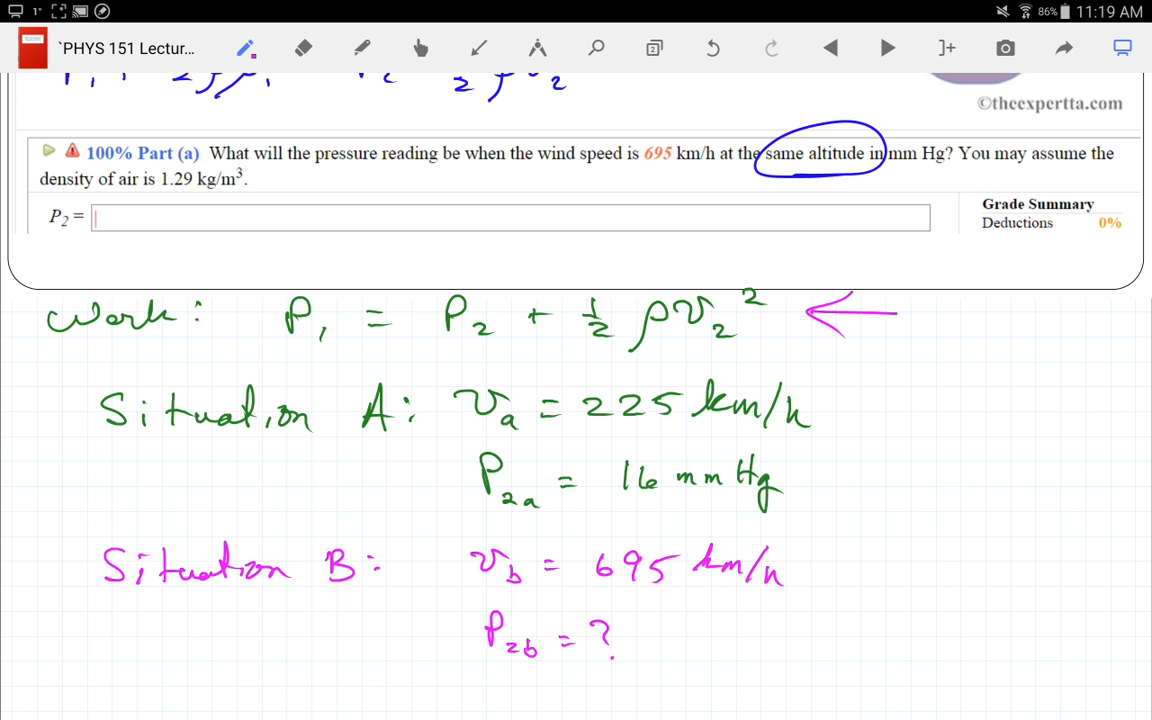 1° 86% 11:19 AM
`PHYS 151 Lectur... 2 ]+
©theexpertta.com
100% Part (a) What will the pressure reading be when the wind speed is 695 km/h at the same altitude in mm Hg? You may assume the
density of air is 1.29 kg/m³.
P₂ =
Grade Summary
Deductions 0%
Work: P₁ = P₂ + ½ ρv₂²
Situation A: vₐ = 225 km/h
P₂ₐ = 16 mm Hg
Situation B: v_b = 695 km/h
P_2b = ?